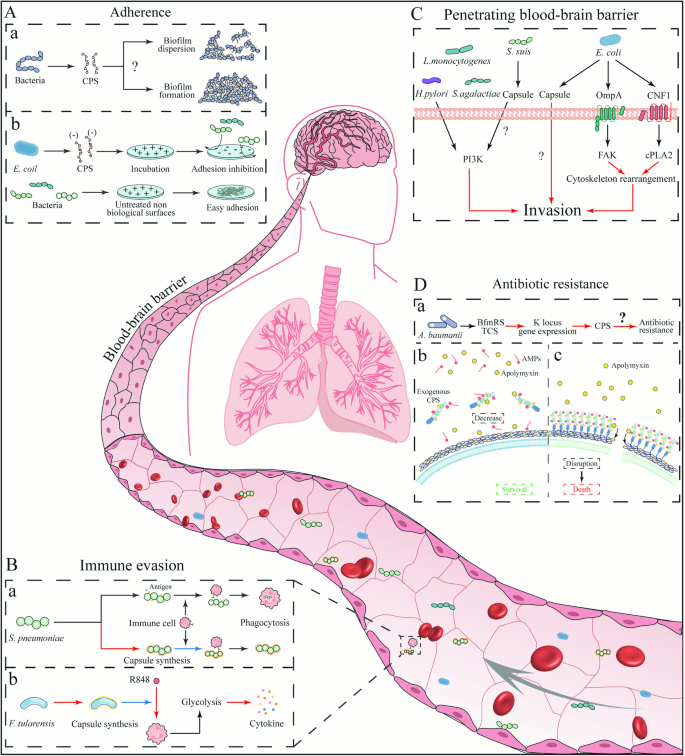 A
Adherence
a
Bacteria
CPS
?
Biofilm
dispersion
Biofilm
formation
b
(-)
(-)
E. coil
CPS
Incubation
Adhesion inhibition
Bacteria
Untreated non
biological surfaces
Easy adhesion
C
Penetrating blood-brain barrier
L.monocytogenes
S. suis
E. coli
H.pylori
S.agalactiae
Capsule
Capsule
OmpA
CNF1
?
?
PI3K
FAK
cPLA2
Cytoskeleton rearrangement
Invasion
Blood-brain barrier
D
Antibiotic resistance
a
A. baumanii
BfmRS
TCS
K locus
gene expression
CPS
?
Antibiotic
resistance
b
AMPs
Apolymyxin
Exogenous
CPS
Decrease
Survival
c
Apolymyxin
Disruption
Death
B
Immune evasion
a
S. pneumoniae
Antigen
Immune cell
Phagocytosis
Capsule synthesis
b
F. tularensis
Capsule synthesis
R848
Glycolysis
Cytokine